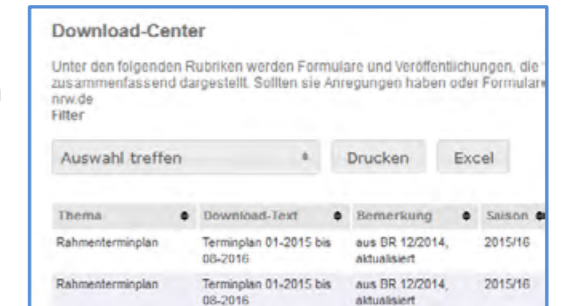 Download-Center
Unter den folgenden Rubriken werden Formulare und Veröffentlichungen, die
zusammenfassend dargestellt. Sollten sie Anregungen haben oder Formular
nrw.de
Filter
Auswahl treffen Drucken Excel
Thema Download-Text Bemerkung Saison
Rahmenterminplan Terminplan 01-2015 bis aus BR 12/2014, 2015/16
08-2016 aktualisiert
Rahmenterminplan Terminplan 01-2015 bis aus BR 12/2014, 2015/16
08-2016 aktualisiert